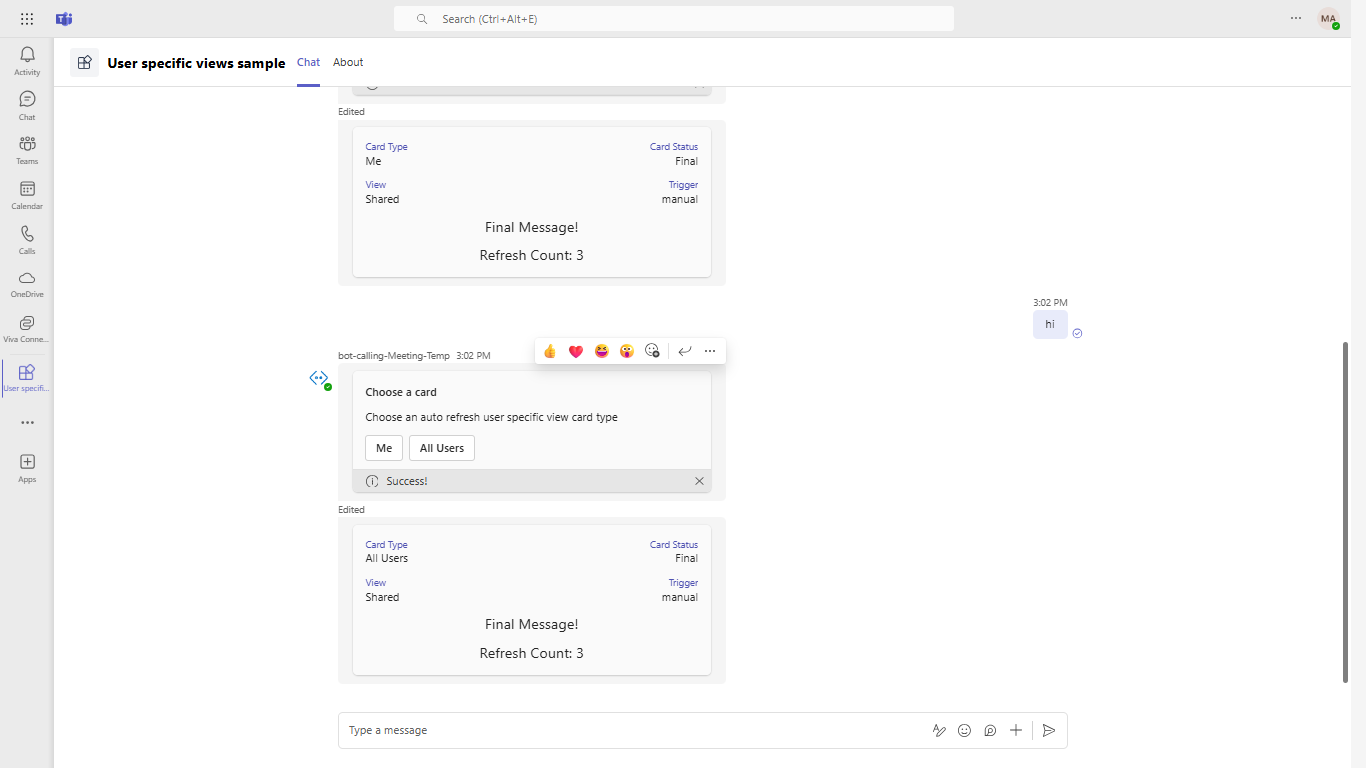 Search (Ctrl+Alt+E)
MA
User specific views sample
Chat
About
Activity
Chat
Teams
Calendar
Calls
OneDrive
Viva Conne...
User specifi...
Apps
Edited
Card Type
Card Status
Me
Final
View
Trigger
Shared
manual
Final Message!
Refresh Count: 3
3:02 PM
hi
bot-calling-Meeting-Temp 3:02 PM
Choose a card
Choose an auto refresh user specific view card type
Me
All Users
Success!
Edited
Card Type
Card Status
All Users
Final
View
Trigger
Shared
manual
Final Message!
Refresh Count: 3
Type a message